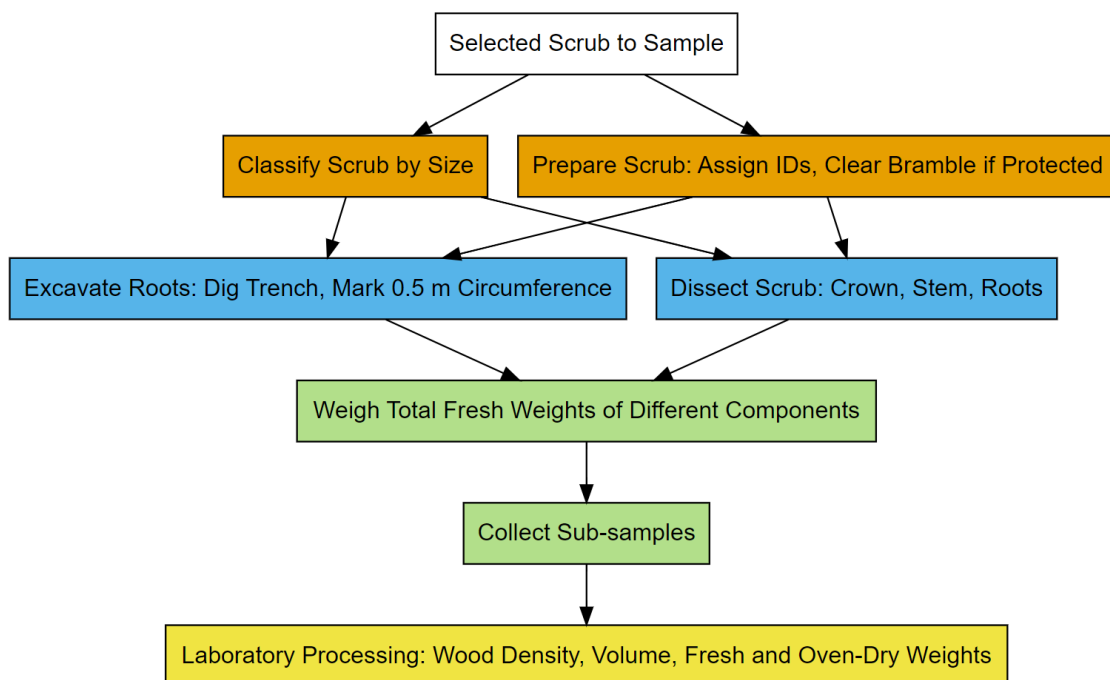 Selected Scrub to Sample
Classify Scrub by Size
Prepare Scrub: Assign IDs, Clear Bramble if Protected
Excavate Roots: Dig Trench, Mark 0.5 m Circumference
Dissect Scrub: Crown, Stem, Roots
Weigh Total Fresh Weights of Different Components
Collect Sub-samples
Laboratory Processing: Wood Density, Volume, Fresh and Oven-Dry Weights